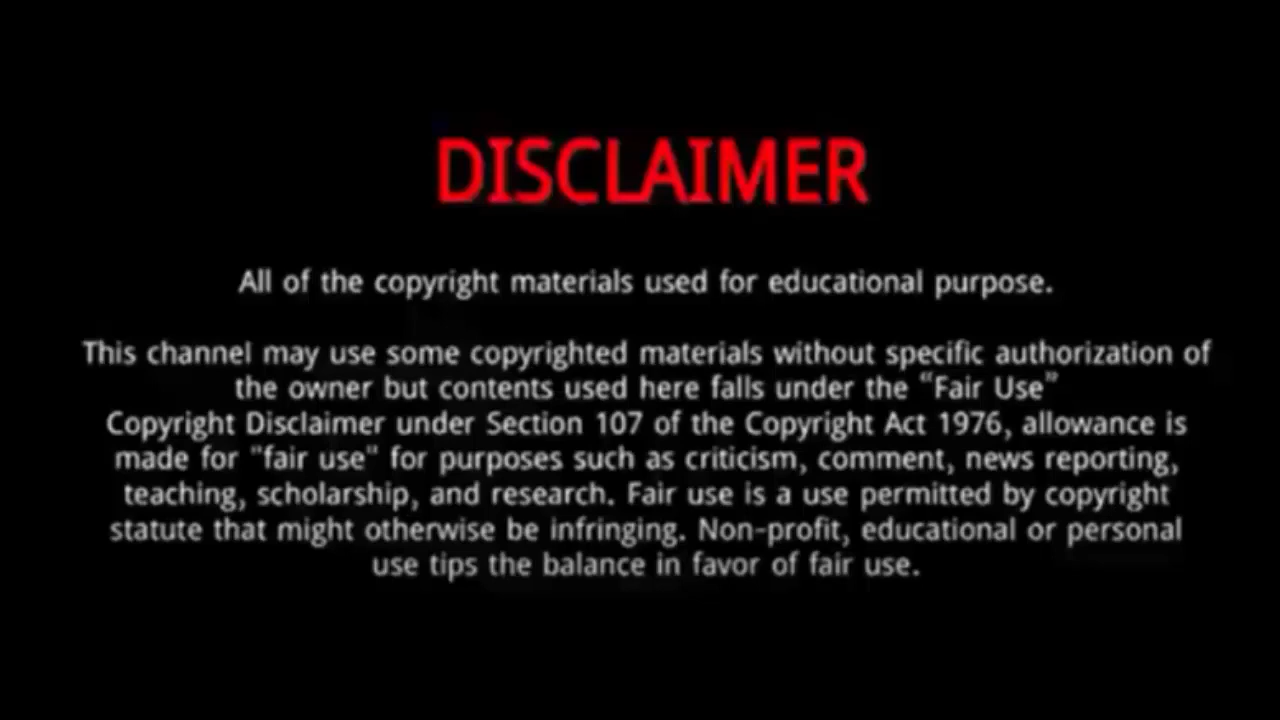 DISCLAIMER
All of the copyright materials used for educational purpose.
This channel may use some copyrighted materials without specific authorization of
the owner but contents used here falls under the “Fair Use”
Copyright Disclaimer under Section 107 of the Copyright Act 1976, allowance is
made for "fair use" for purposes such as criticism, comment, news reporting,
teaching, scholarship, and research. Fair use is a use permitted by copyright
statute that might otherwise be infringing. Non-profit, educational or personal
use tips the balance in favor of fair use.